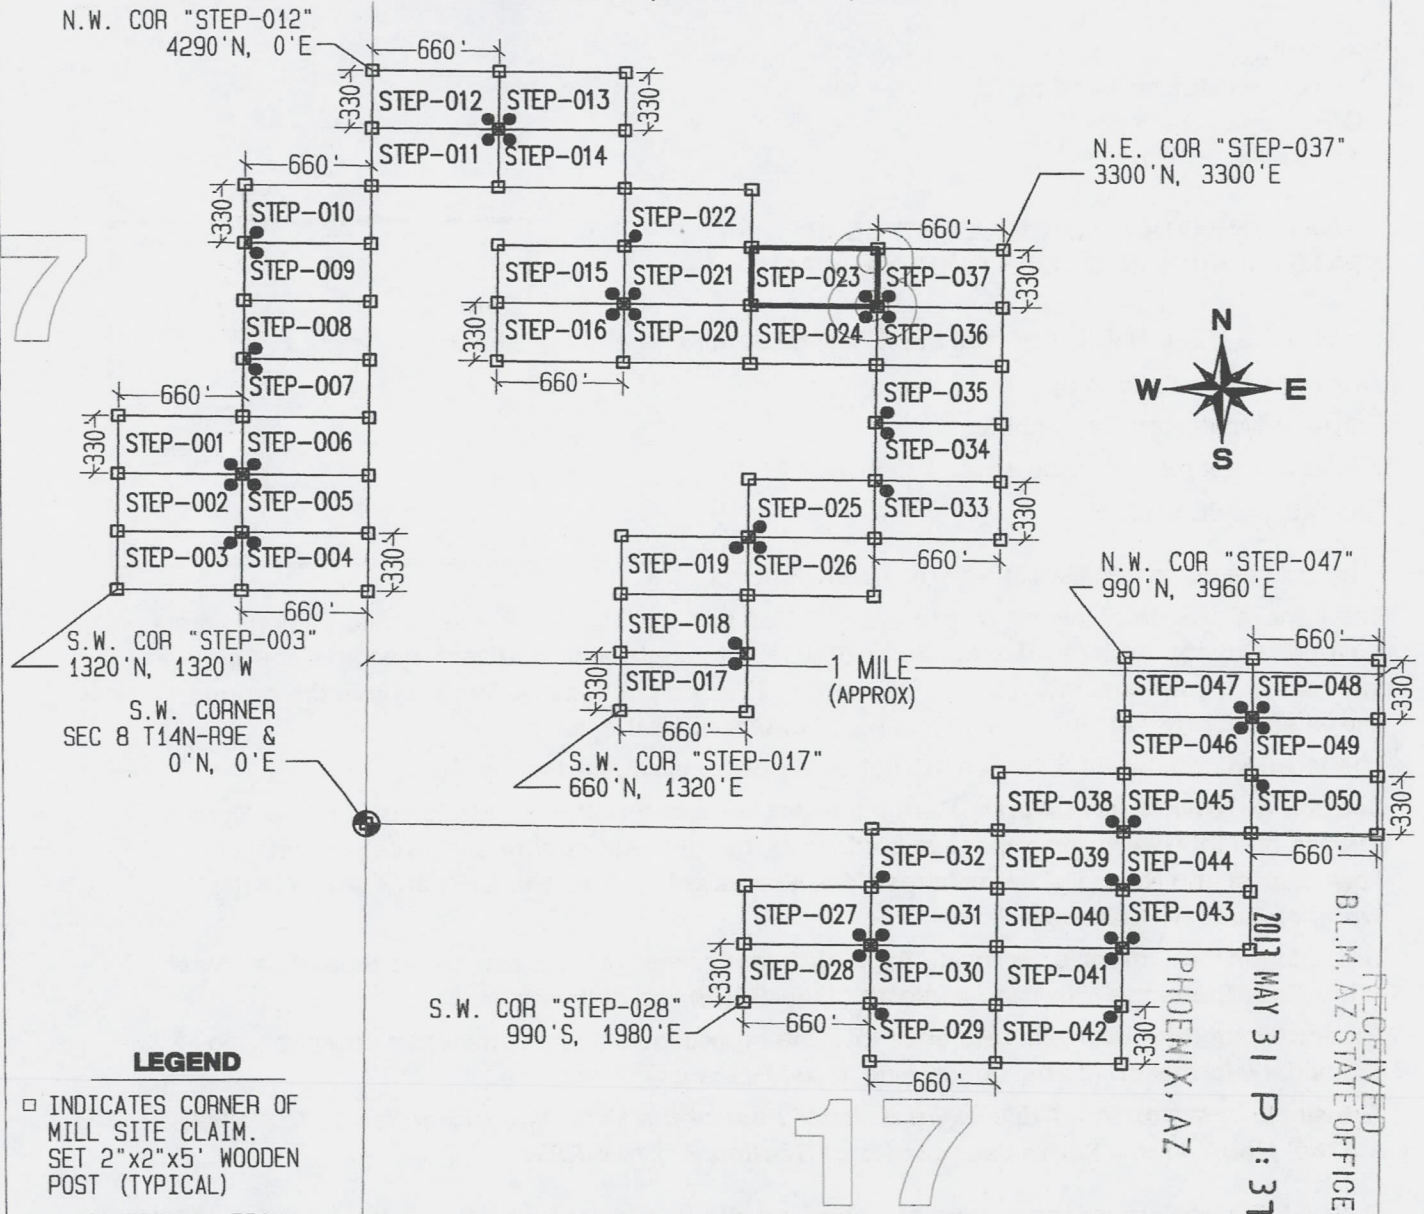 N.W. COR "STEP-012"
4290'N, 0'E
660'
330
STEP-012
STEP-013
330
STEP-011
STEP-014
660'
330
STEP-010
STEP-009
STEP-008
STEP-007
660'
330
STEP-001
STEP-006
STEP-002
STEP-005
STEP-003
STEP-004
330
660'
S.W. COR "STEP-003"
1320'N, 1320'W
7
STEP-022
STEP-015
STEP-021
STEP-023
STEP-037
330
STEP-016
STEP-020
STEP-024
STEP-036
660'
660'
330
N.E. COR "STEP-037"
3300'N, 3300'E
STEP-035
STEP-034
STEP-025
STEP-033
330
660'
STEP-019
STEP-026
STEP-018
STEP-017
330
660'
1 MILE
(APPROX)
S.W. COR "STEP-017"
660'N, 1320'E
N
W
E
S
S.W. CORNER
SEC 8 T14N-R9E &
0'N, 0'E
N.W. COR "STEP-047"
990'N, 3960'E
660'
STEP-047
STEP-048
330
STEP-046
STEP-049
STEP-038
STEP-045
STEP-050
330
660'
STEP-032
STEP-039
STEP-044
STEP-027
STEP-031
STEP-040
STEP-043
STEP-028
STEP-030
STEP-041
330
STEP-029
STEP-042
330
660'
660'
S.W. COR "STEP-028"
990'S, 1980'E
17
LEGEND
INDICATES CORNER OF
MILL SITE CLAIM.
SET 2"x2"x5' WOODEN
POST (TYPICAL)
RECEIVED
B.L.M. AZ STATE OFFICE
2013 MAY 31 P 1:37
PHOENIX, AZ